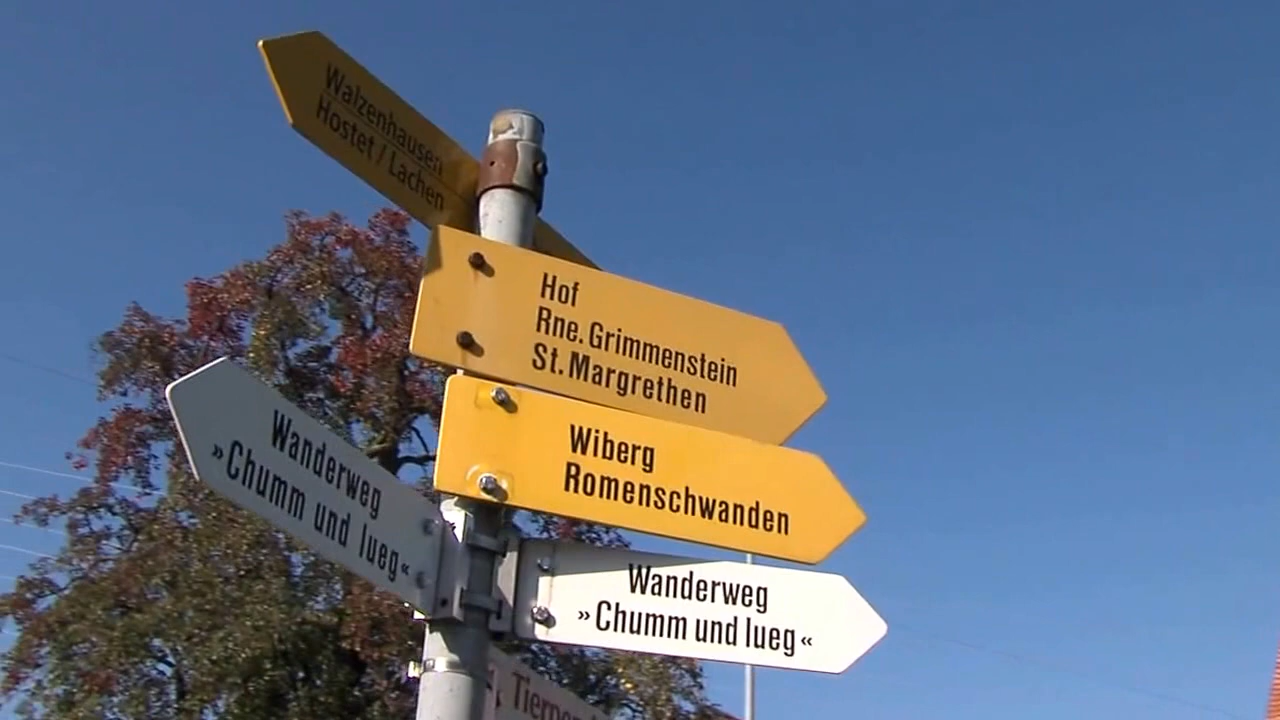 Walzenhausen
Hostet / Lachen
Hof
Rne. Grimmenstein
St. Margrethen
Wiberg
Romenschwanden
Wanderweg
»Chumm und lueg«
Wanderweg
»Chumm und lueg«